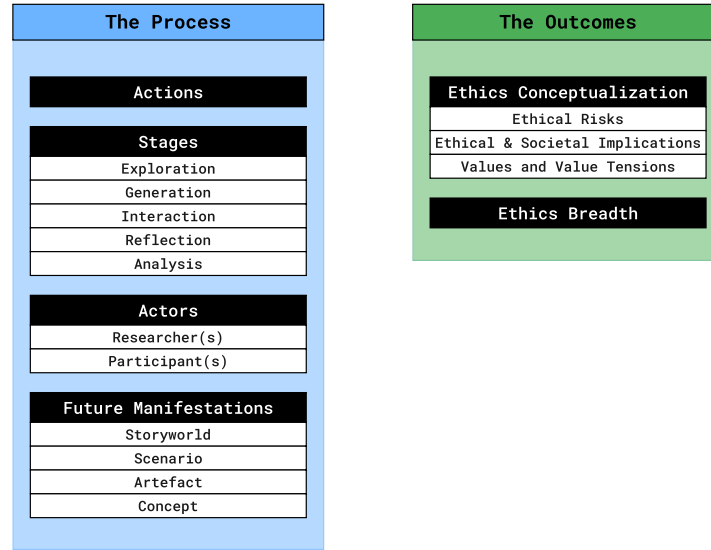 The Process
Actions
Stages
Exploration
Generation
Interaction
Reflection
Analysis
Actors
Researcher(s)
Participant(s)
Future Manifestations
Storyworld
Scenario
Artefact
Concept
The Outcomes
Ethics Conceptualization
Ethical Risks
Ethical & Societal Implications
Values and Value Tensions
Ethics Breadth